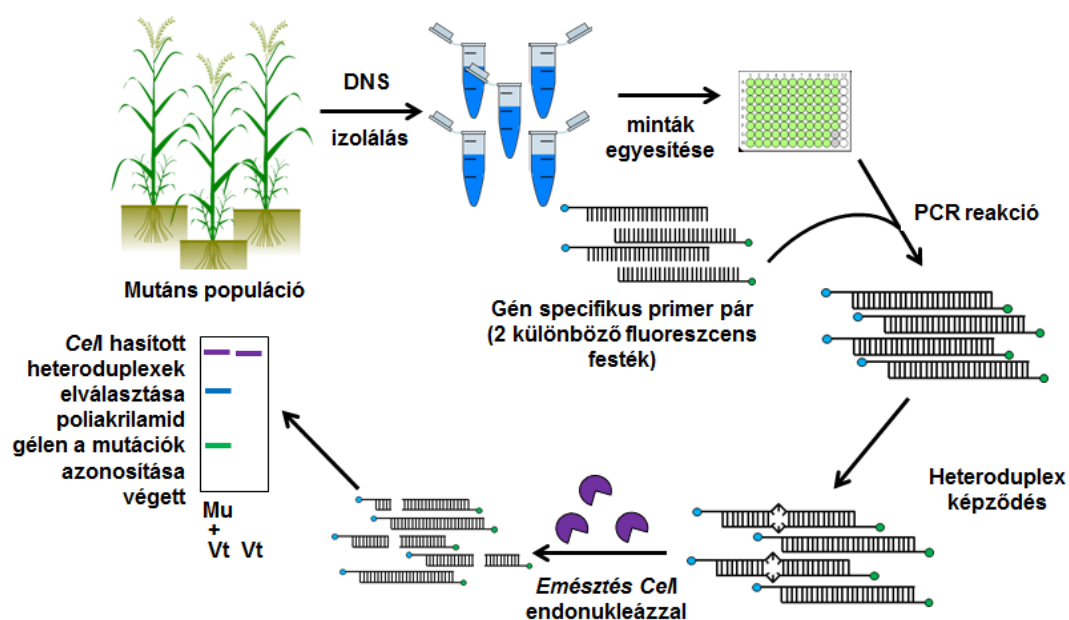 DNS
izolálás
minták
egyesítése
Mutáns populáció
Gén specifikus primer pár
(2 különböző fluoreszcens
festék)
PCR reakció
Heteroduplex
képződés
Emésztés CelI
endonukleázzal
CelI hasított
heteroduplexek
elválasztása
poliakrilamid
gélen a mutációk
azonosítása
végett
Mu
+
Vt Vt